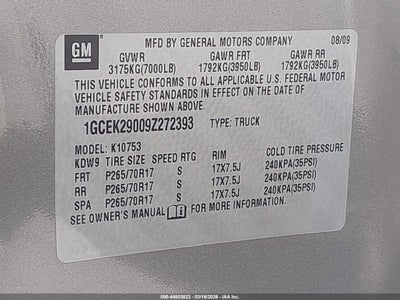 GM
MFD BY GENERAL MOTORS COMPANY 08/09
GVWR GAWR FRT GAWR RR
3175KG(7000LB) 1792KG(3950LB) 1792KG(3950LB)
THIS VEHICLE CONFORMS TO ALL APPLICABLE U.S. FEDERAL MOTOR
VEHICLE SAFETY STANDARDS IN EFFECT ON THE DATE OF
MANUFACTURE SHOWN ABOVE.
1GCEK29009Z272393 TYPE: TRUCK
MODEL: K10753
KDW9 TIRE SIZE SPEED RTG RIM COLD TIRE PRESSURE
FRT P265/70R17 S 17X7.5J 240KPA(35PSI)
RR P265/70R17 S 17X7.5J 240KPA(35PSI)
SPA P265/70R17 S 17X7.5J 240KPA(35PSI)
SEE OWNER'S MANUAL FOR MORE INFORMATION.
000-44603822 - 03/16/2026 - IAA Inc. Copyright